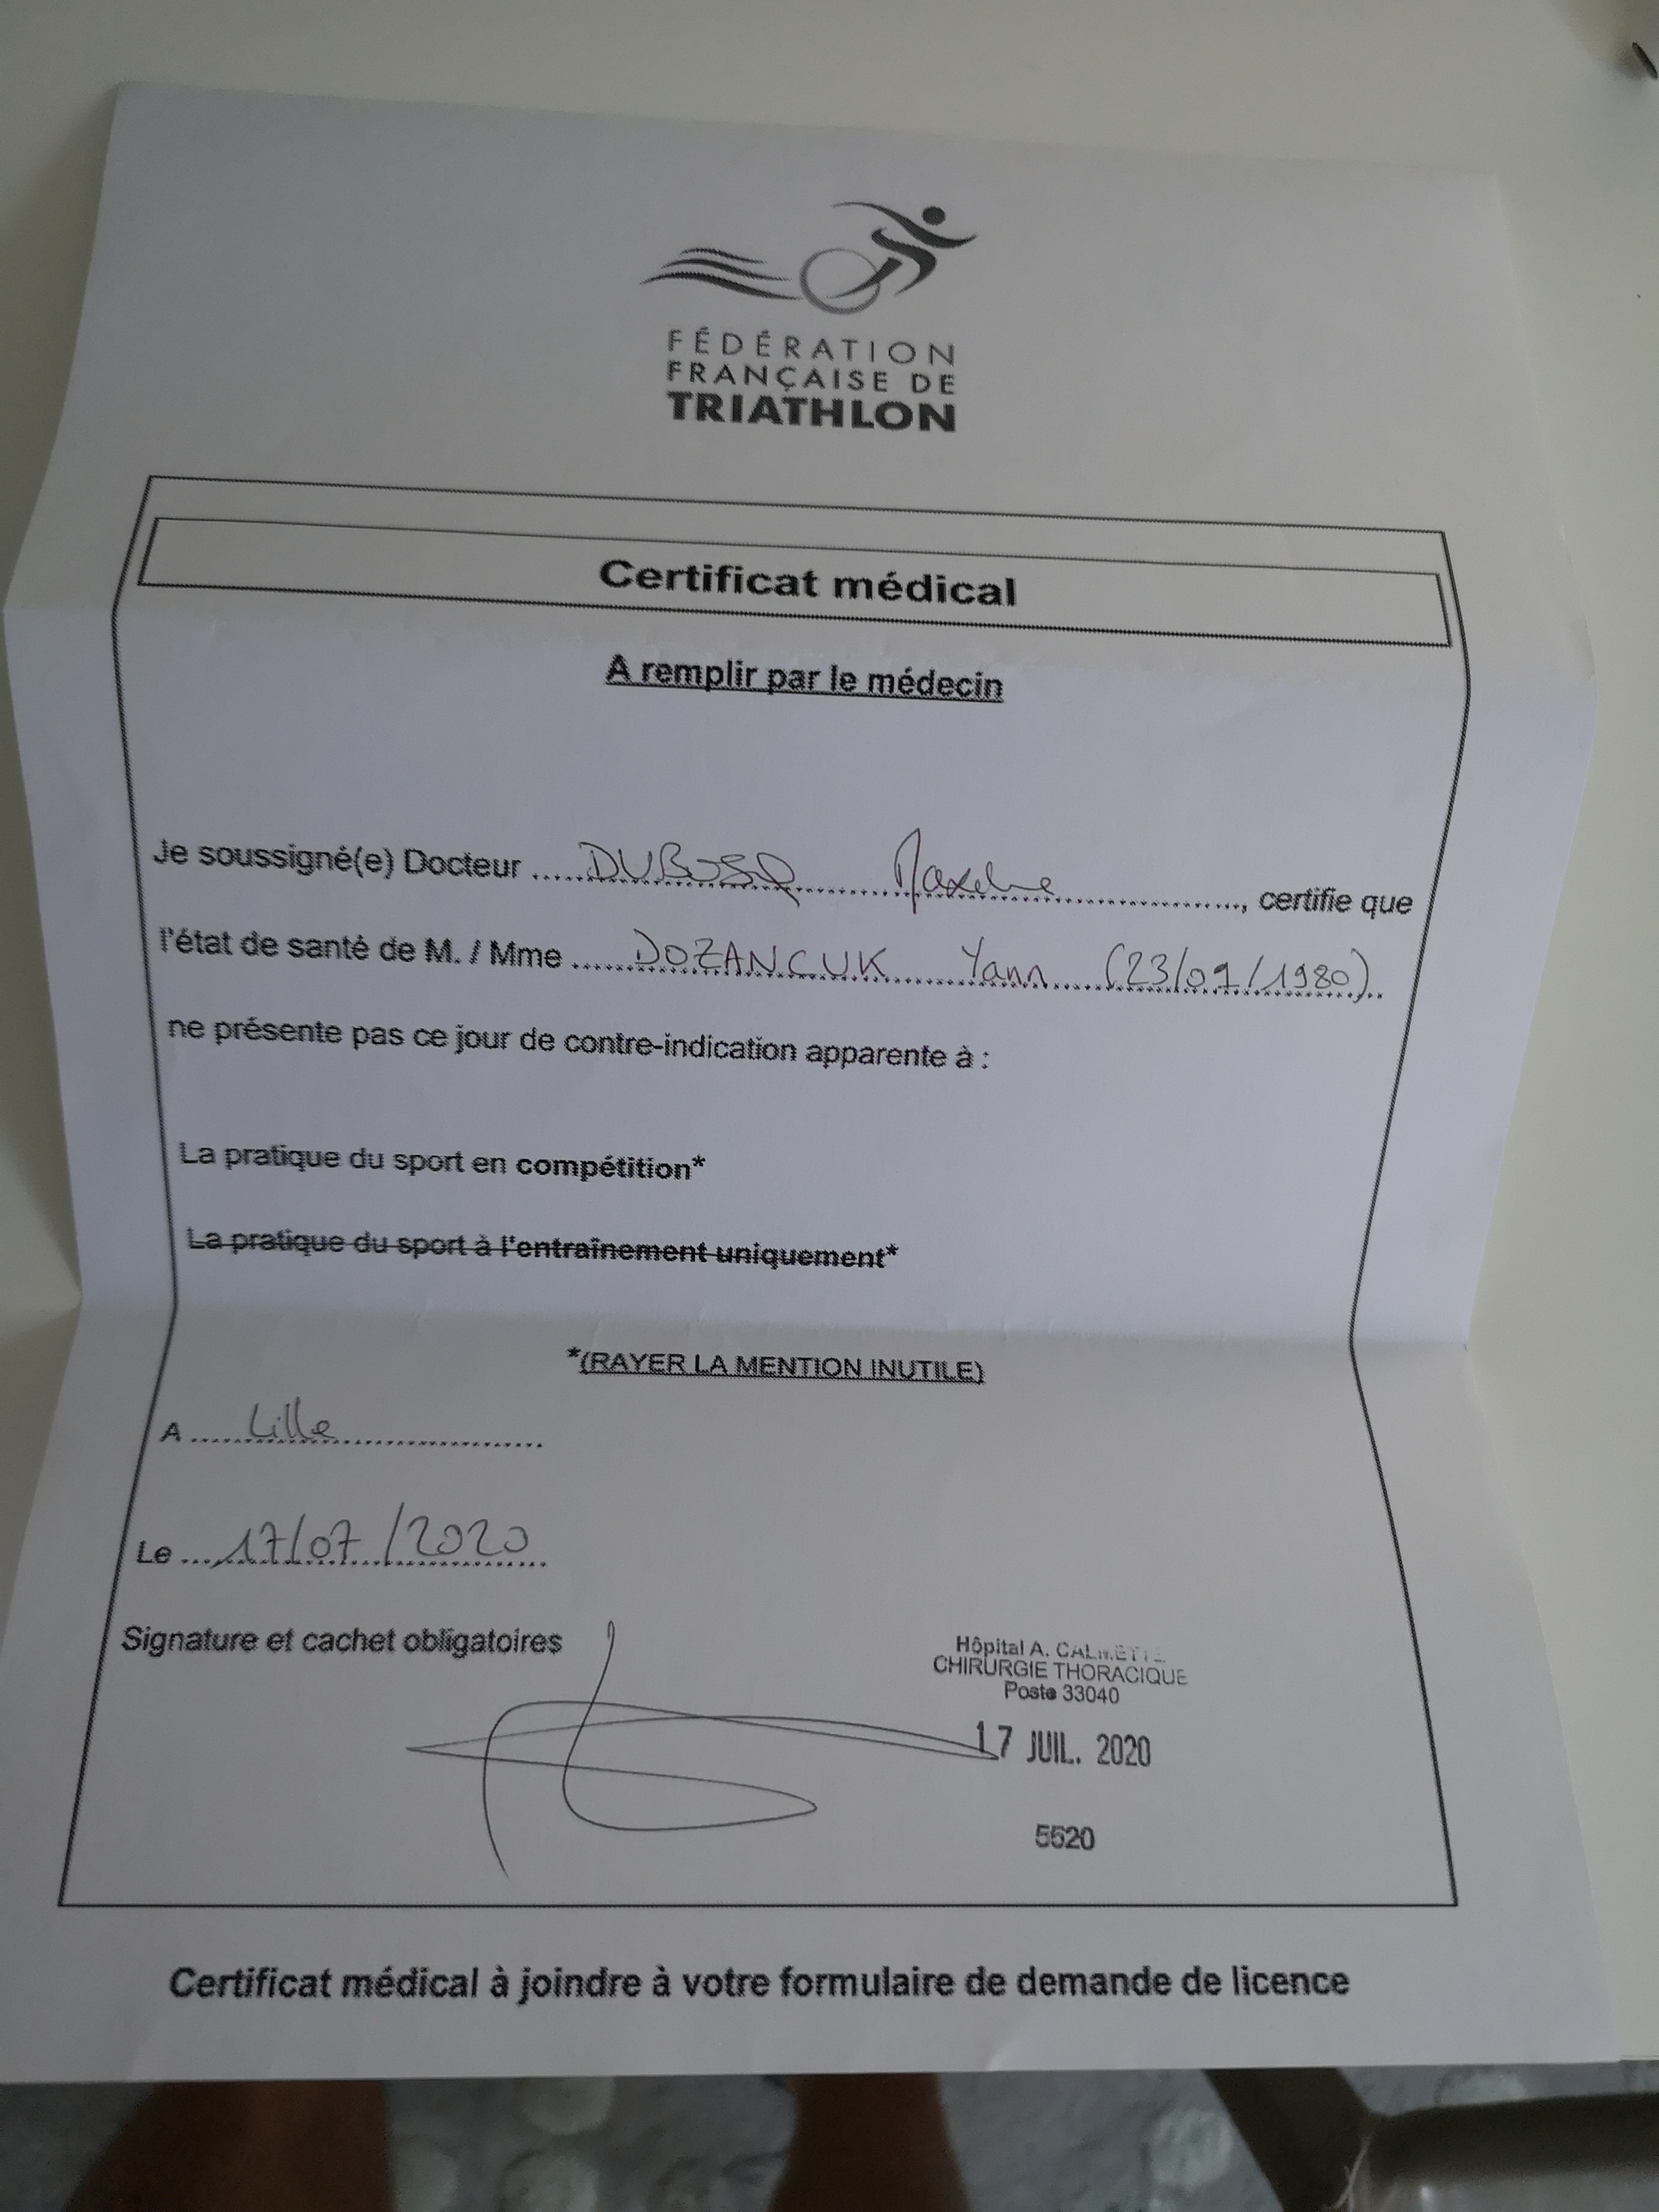 FÉDÉRATION
FRANÇAISE DE
TRIATHLON
Certificat médical
A remplir par le médecin
Je soussigné(e) Docteur DUBOSQ, certifie que
l'état de santé de M. / Mme DOZANCUK Yann (23/09/1980)
ne présente pas ce jour de contre-indication apparente à :
La pratique du sport en compétition*
La pratique du sport à l'entraînement uniquement*
*(RAYER LA MENTION INUTILE)
A Lille
Le 17/07/2020
Signature et cachet obligatoires
Hôpital A. CALMETTE
CHIRURGIE THORACIQUE
Poste 33040
17 JUIL. 2020
5520
Certificat médical à joindre à votre formulaire de demande de licence